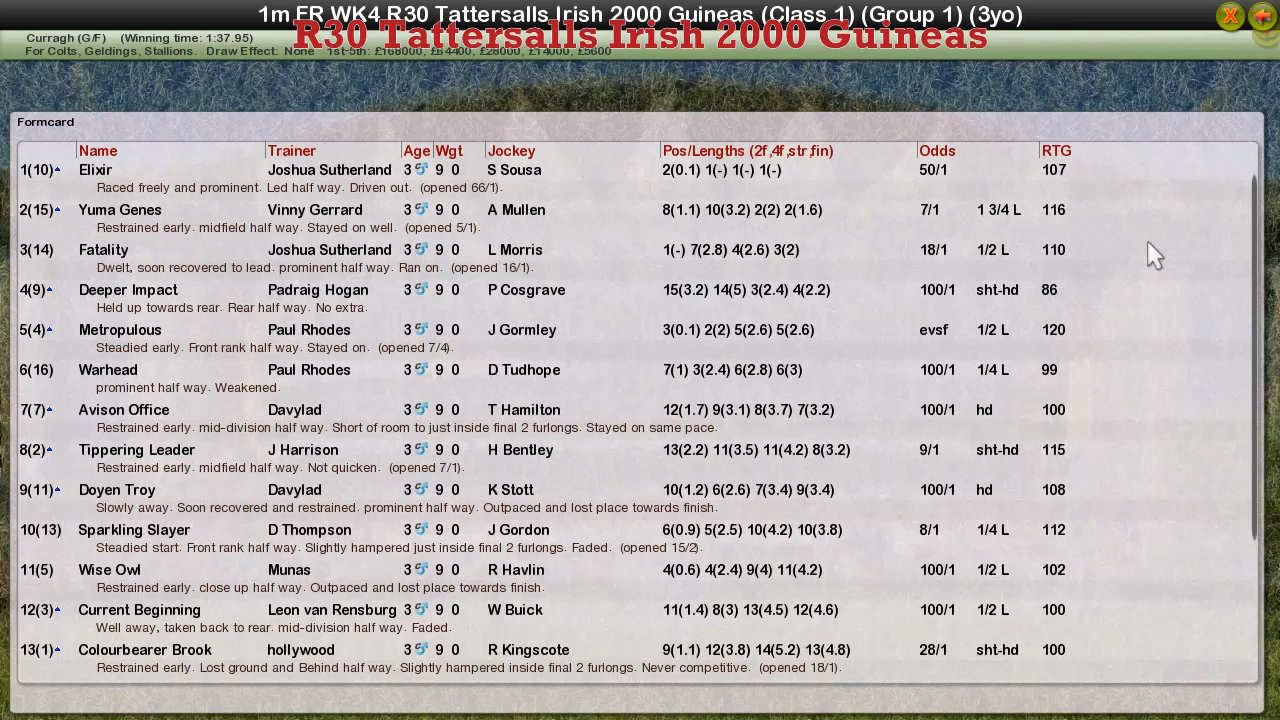 1m FR WK4 R30 Tattersalls Irish 2000 Guineas (Class 1) (Group 1) (3yo)
R30 Tattersalls Irish 2000 Guineas
Curragh (G/F) (Winning time: 1:37.95)
For Colts, Geldings, Stallions. Draw Effect: None 1st-5th: £168000, £64400, £28000, £14000, £5600
Formcard
Name Trainer Age Wgt Jockey Pos/Lengths (2f,4f,str,fin) Odds RTG
1(10) Elixir Joshua Sutherland 3 9 0 S Sousa 2(0.1) 1(-) 1(-) 1(-) 50/1 107
Raced freely and prominent. Led half way. Driven out. (opened 66/1).
2(15) Yuma Genes Vinny Gerrard 3 9 0 A Mullen 8(1.1) 10(3.2) 2(2) 2(1.6) 7/1 1 3/4 L 116
Restrained early. midfield half way. Stayed on well. (opened 5/1).
3(14) Fatality Joshua Sutherland 3 9 0 L Morris 1(-) 7(2.8) 4(2.6) 3(2) 18/1 1/2 L 110
Dwelt, soon recovered to lead. prominent half way. Ran on. (opened 16/1).
4(9) Deeper Impact Padraig Hogan 3 9 0 P Cosgrave 15(3.2) 14(5) 3(2.4) 4(2.2) 100/1 sht-hd 86
Held up towards rear. Rear half way. No extra.
5(4) Metropulous Paul Rhodes 3 9 0 J Gormley 3(0.1) 2(2) 5(2.6) 5(2.6) evsf 1/2 L 120
Steadied early. Front rank half way. Stayed on. (opened 7/4).
6(16) Warhead Paul Rhodes 3 9 0 D Tudhope 7(1) 3(2.4) 6(2.8) 6(3) 100/1 1/4 L 99
prominent half way. Weakened.
7(7) Avison Office Davylad 3 9 0 T Hamilton 12(1.7) 9(3.1) 8(3.7) 7(3.2) 100/1 hd 100
Restrained early. mid-division half way. Short of room to just inside final 2 furlongs. Stayed on same pace.
8(2) Tippering Leader J Harrison 3 9 0 H Bentley 13(2.2) 11(3.5) 11(4.2) 8(3.2) 9/1 sht-hd 115
Restrained early. midfield half way. Not quicken. (opened 7/1).
9(11) Doyen Troy Davylad 3 9 0 K Stott 10(1.2) 6(2.6) 7(3.4) 9(3.4) 100/1 hd 108
Slowly away. Soon recovered and restrained. prominent half way. Outpaced and lost place towards finish.
10(13) Sparkling Slayer D Thompson 3 9 0 J Gordon 6(0.9) 5(2.5) 10(4.2) 10(3.8) 8/1 1/4 L 112
Steadied start. Front rank half way. Slightly hampered just inside final 2 furlongs. Faded. (opened 15/2).
11(5) Wise Owl Munas 3 9 0 R Havlin 4(0.6) 4(2.4) 9(4) 11(4.2) 100/1 1/2 L 102
Restrained early. close up half way. Outpaced and lost place towards finish.
12(3) Current Beginning Leon van Rensburg 3 9 0 W Buick 11(1.4) 8(3) 13(4.5) 12(4.6) 100/1 1/2 L 100
Well away, taken back to rear. mid-division half way. Faded.
13(1) Colourbearer Brook hollywood 3 9 0 R Kingscote 9(1.1) 12(3.8) 14(5.2) 13(4.8) 28/1 sht-hd 100
Restrained early. Lost ground and Behind half way. Slightly hampered inside final 2 furlongs. Never competitive. (opened 18/1).